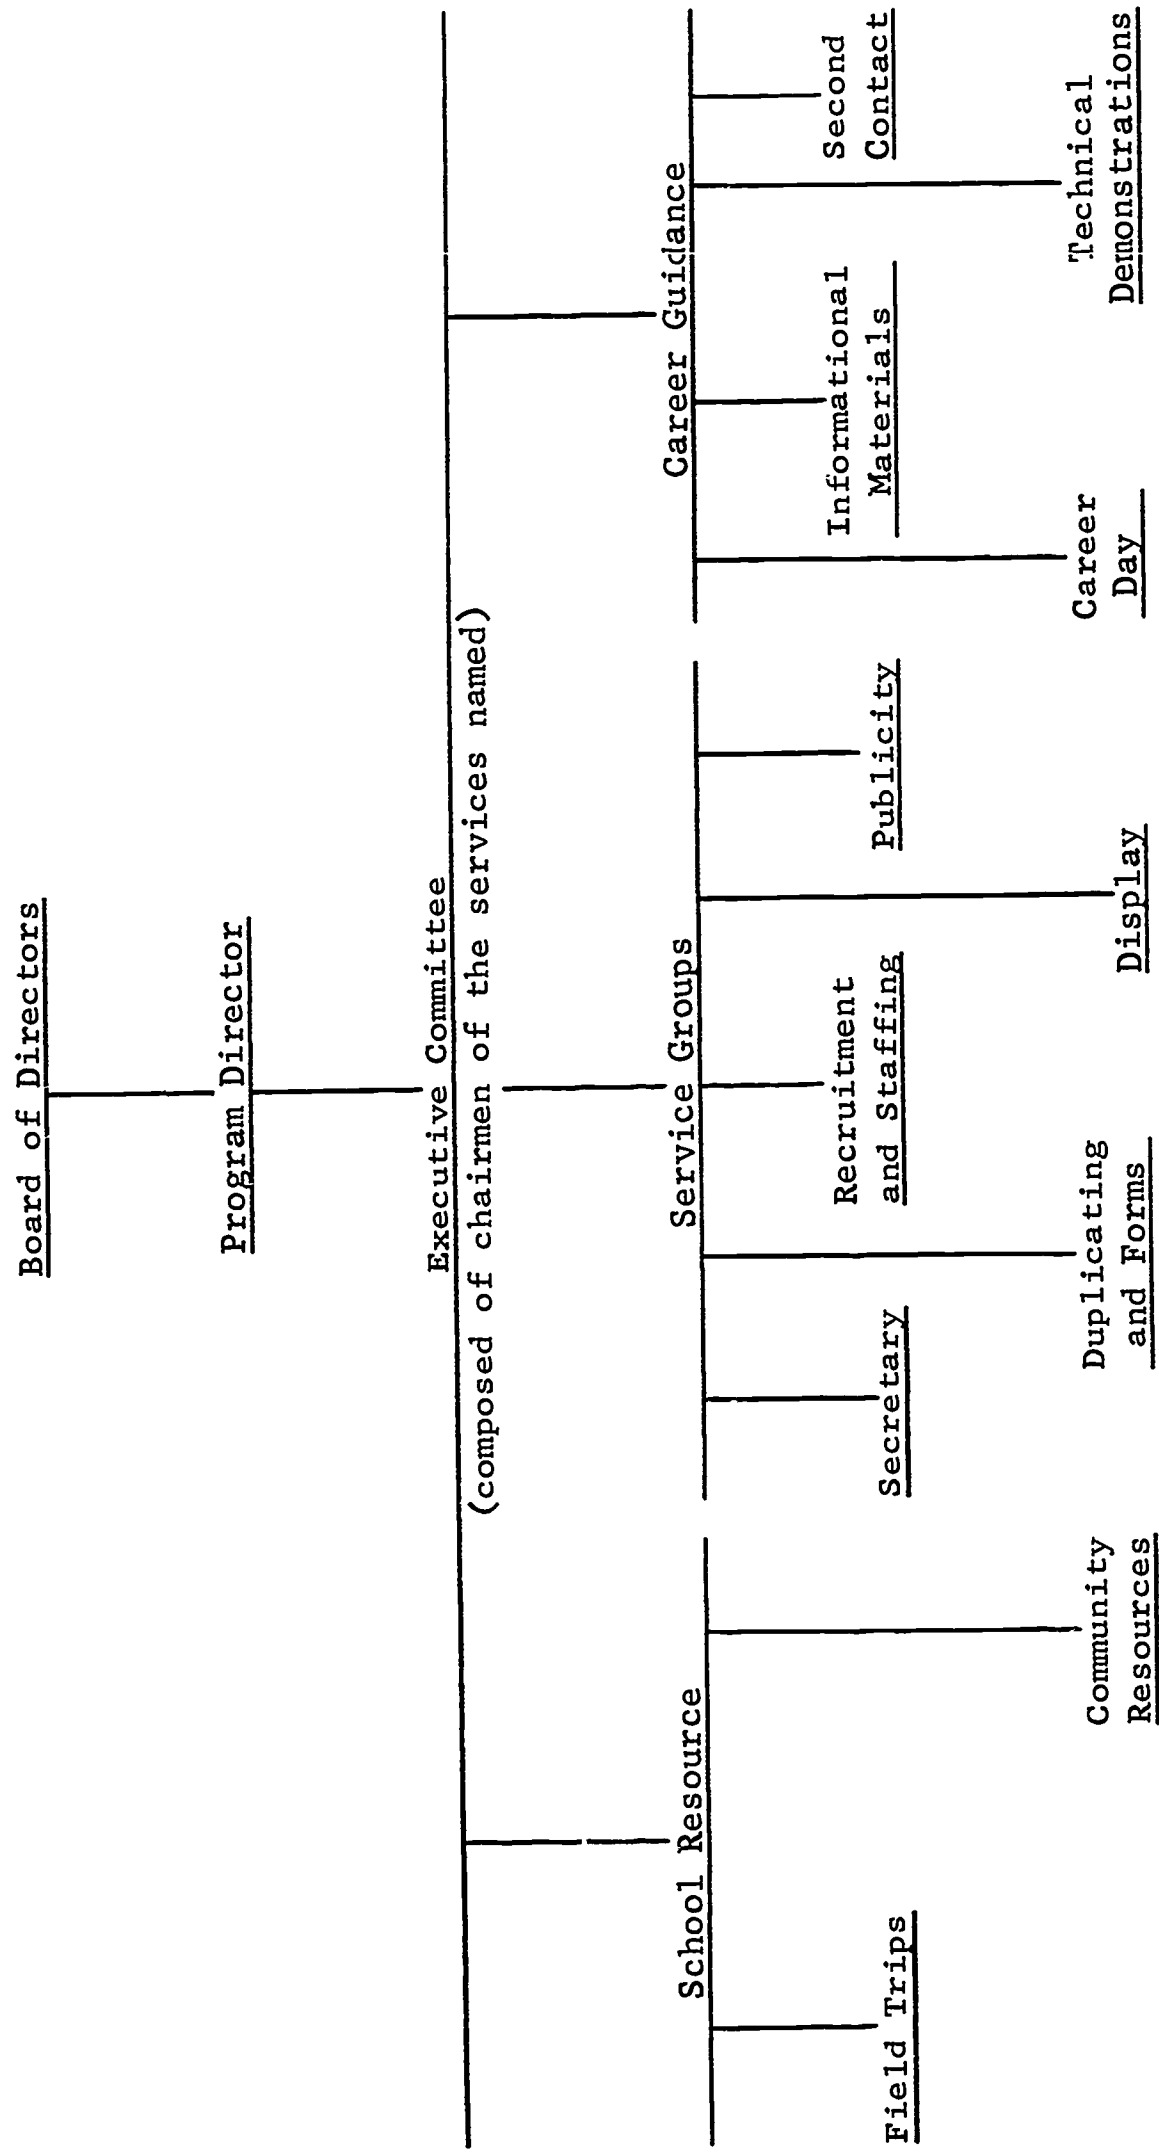 Board of Directors
Program Director
Executive Committee
(composed of chairmen of the services named)
School Resource
Service Groups
Career Guidance
Field Trips
Community
Resources
Secretary
Duplicating
and Forms
Recruitment
and Staffing
Display
Publicity
Career
Day
Informational
Materials
Technical
Demonstrations
Second
Contact